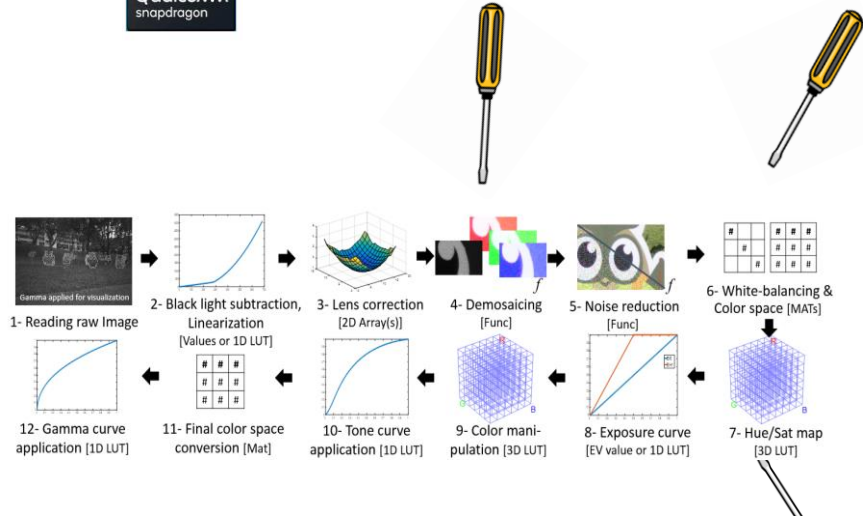 snapdragon
Gamma applied for visualization
1- Reading raw Image
2- Black light subtraction,
Linearization
[Values or 1D LUT]
3- Lens correction
[2D Array(s)]
f
4- Demosaicing
[Func]
f
5- Noise reduction
[Func]
#
#
#
# # #
# # #
# # #
6- White-balancing &
Color space [MATs]
12- Gamma curve
application [1D LUT]
# # #
# # #
# # #
11- Final color space
conversion [Mat]
10- Tone curve
application [1D LUT]
B
9- Color mani-
pulation [3D LUT]
8- Exposure curve
[EV value or 1D LUT]
B
7- Hue/Sat map
[3D LUT]